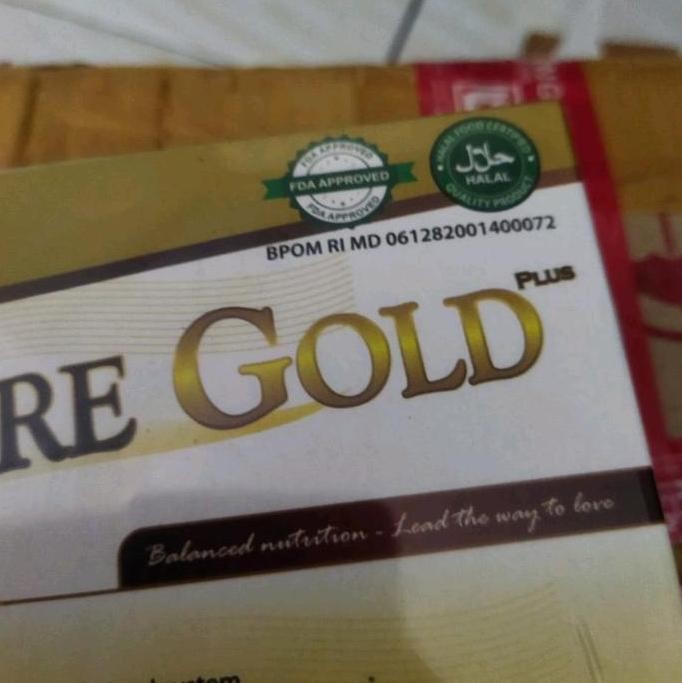 FDA APPROVED
FDA APPROVED
FDA APPROVED
HALAL FOOD CERTIFIED
حلال
HALAL
QUALITY PRODUCT
BPOM RI MD 061282001400072
RE GOLD PLUS
Balanced nutrition - Lead the way to love